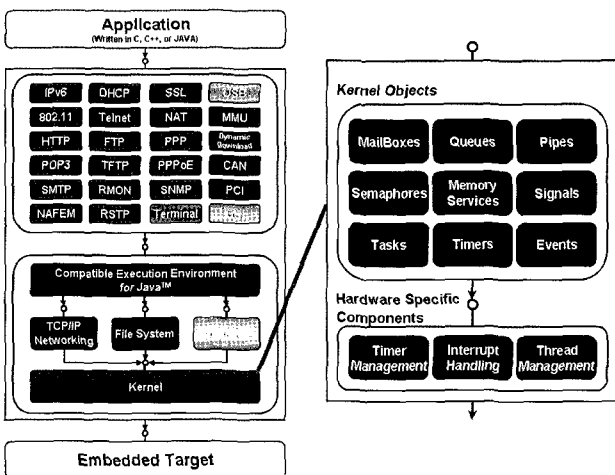 Application
(Written in C, C++, or JAVA)
IPv6 DHCP SSL USB
802.11 Telnet NAT MMU
HTTP FTP PPP Dynamic Download
POP3 TFTP PPPoE CAN
SMTP RMON SNMP PCI
NAFEM RSTP Terminal
Compatible Execution Environment
for Java™
TCP/IP
Networking
File System
Kernel
Embedded Target
Kernel Objects
MailBoxes Queues Pipes
Semaphores Memory Services Signals
Tasks Timers Events
Hardware Specific
Components
Timer Management
Interrupt Handling
Thread Management